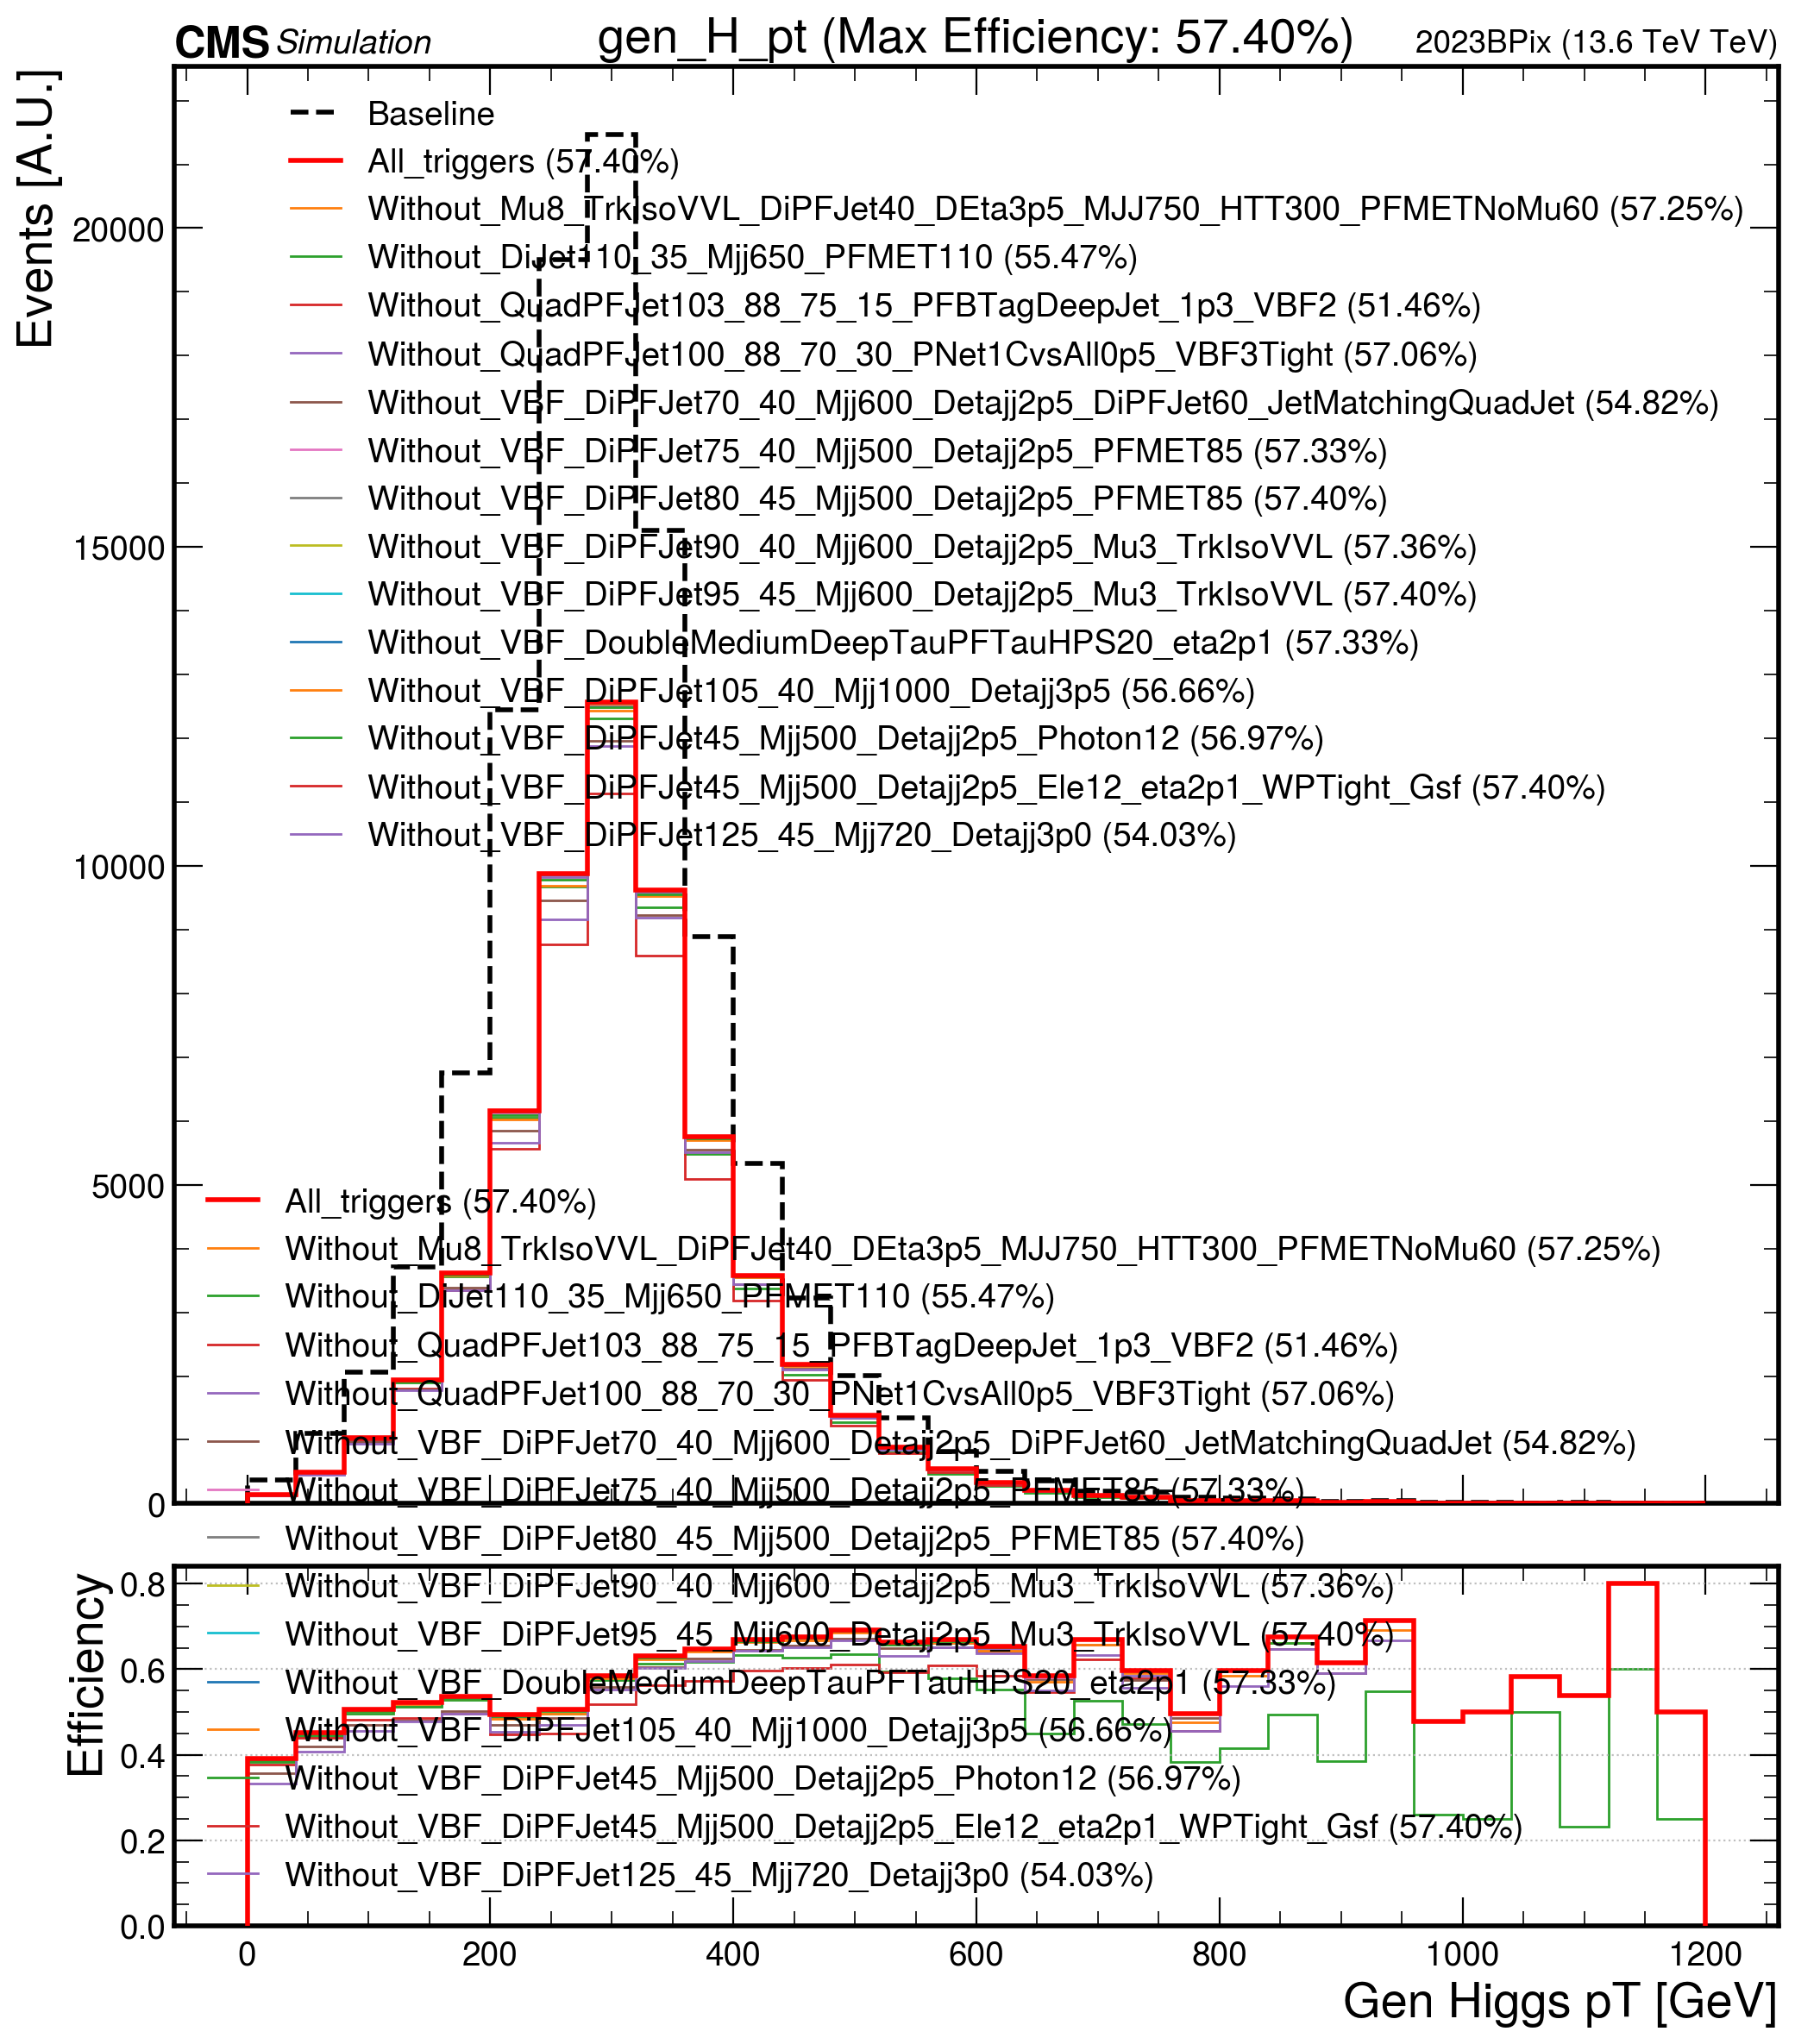 CMS Simulation gen_H_pt (Max Efficiency: 57.40%) 2023BPix (13.6 TeV TeV)
Events [A.U.]
Baseline
All_triggers (57.40%)
Without_Mu8_TrkIsoVVL_DiPFJet40_DEta3p5_MJJ750_HTT300_PFMETNoMu60 (57.25%)
Without_DiJet110_35_Mjj650_PFMET110 (55.47%)
Without_QuadPFJet103_88_75_15_PFBTagDeepJet_1p3_VBF2 (51.46%)
Without_QuadPFJet100_88_70_30_PNet1CvsAll0p5_VBF3Tight (57.06%)
Without_VBF_DiPFJet70_40_Mjj600_Detajj2p5_DiPFJet60_JetMatchingQuadJet (54.82%)
Without_VBF_DiPFJet75_40_Mjj500_Detajj2p5_PFMET85 (57.33%)
Without_VBF_DiPFJet80_45_Mjj500_Detajj2p5_PFMET85 (57.40%)
Without_VBF_DiPFJet90_40_Mjj600_Detajj2p5_Mu3_TrkIsoVVL (57.36%)
Without_VBF_DiPFJet95_45_Mjj600_Detajj2p5_Mu3_TrkIsoVVL (57.40%)
Without_VBF_DoubleMediumDeepTauPFTauHPS20_eta2p1 (57.33%)
Without_VBF_DiPFJet105_40_Mjj1000_Detajj3p5 (56.66%)
Without_VBF_DiPFJet45_Mjj500_Detajj2p5_Photon12 (56.97%)
Without_VBF_DiPFJet45_Mjj500_Detajj2p5_Ele12_eta2p1_WPTight_Gsf (57.40%)
Without_VBF_DiPFJet125_45_Mjj720_Detajj3p0 (54.03%)
20000
15000
10000
5000
0
All_triggers (57.40%)
Without_Mu8_TrkIsoVVL_DiPFJet40_DEta3p5_MJJ750_HTT300_PFMETNoMu60 (57.25%)
Without_DiJet110_35_Mjj650_PFMET110 (55.47%)
Without_QuadPFJet103_88_75_15_PFBTagDeepJet_1p3_VBF2 (51.46%)
Without_QuadPFJet100_88_70_30_PNet1CvsAll0p5_VBF3Tight (57.06%)
Without_VBF_DiPFJet70_40_Mjj600_Detajj2p5_DiPFJet60_JetMatchingQuadJet (54.82%)
Without_VBF_DiPFJet75_40_Mjj500_Detajj2p5_PFMET85 (57.33%)
Without_VBF_DiPFJet80_45_Mjj500_Detajj2p5_PFMET85 (57.40%)
Without_VBF_DiPFJet90_40_Mjj600_Detajj2p5_Mu3_TrkIsoVVL (57.36%)
Without_VBF_DiPFJet95_45_Mjj600_Detajj2p5_Mu3_TrkIsoVVL (57.40%)
Without_VBF_DoubleMediumDeepTauPFTauHPS20_eta2p1 (57.33%)
Without_VBF_DiPFJet105_40_Mjj1000_Detajj3p5 (56.66%)
Without_VBF_DiPFJet45_Mjj500_Detajj2p5_Photon12 (56.97%)
Without_VBF_DiPFJet45_Mjj500_Detajj2p5_Ele12_eta2p1_WPTight_Gsf (57.40%)
Without_VBF_DiPFJet125_45_Mjj720_Detajj3p0 (54.03%)
Efficiency
0.8
0.6
0.4
0.2
0.0
0 200 400 600 800 1000 1200
Gen Higgs pT [GeV]